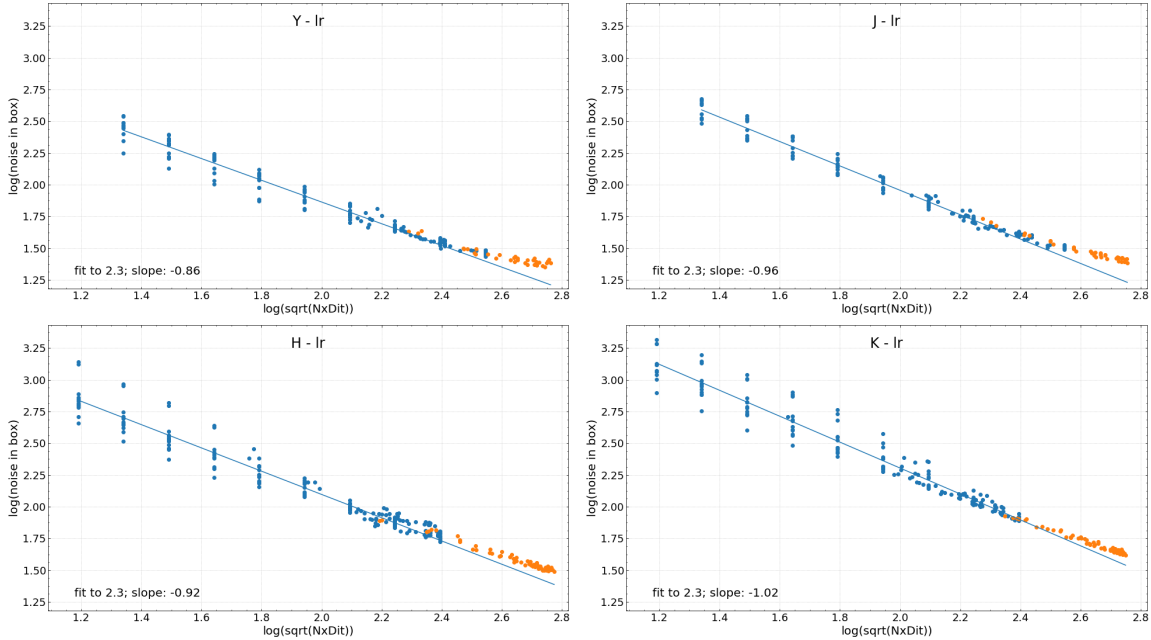 Y - lr
log(noise in box)
3.25
3.00
2.75
2.50
2.25
2.00
1.75
1.50
1.25
fit to 2.3; slope: -0.86
1.2 1.4 1.6 1.8 2.0 2.2 2.4 2.6 2.8
log(sqrt(NxDit))
J - lr
log(noise in box)
3.25
3.00
2.75
2.50
2.25
2.00
1.75
1.50
1.25
fit to 2.3; slope: -0.96
1.2 1.4 1.6 1.8 2.0 2.2 2.4 2.6 2.8
log(sqrt(NxDit))
H - lr
log(noise in box)
3.25
3.00
2.75
2.50
2.25
2.00
1.75
1.50
1.25
fit to 2.3; slope: -0.92
1.2 1.4 1.6 1.8 2.0 2.2 2.4 2.6 2.8
log(sqrt(NxDit))
K - lr
log(noise in box)
3.25
3.00
2.75
2.50
2.25
2.00
1.75
1.50
1.25
fit to 2.3; slope: -1.02
1.2 1.4 1.6 1.8 2.0 2.2 2.4 2.6 2.8
log(sqrt(NxDit))